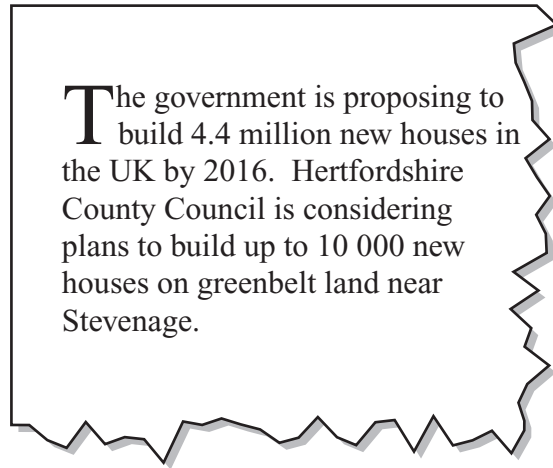 The government is proposing to
build 4.4 million new houses in
the UK by 2016. Hertfordshire
County Council is considering
plans to build up to 10 000 new
houses on greenbelt land near
Stevenage.